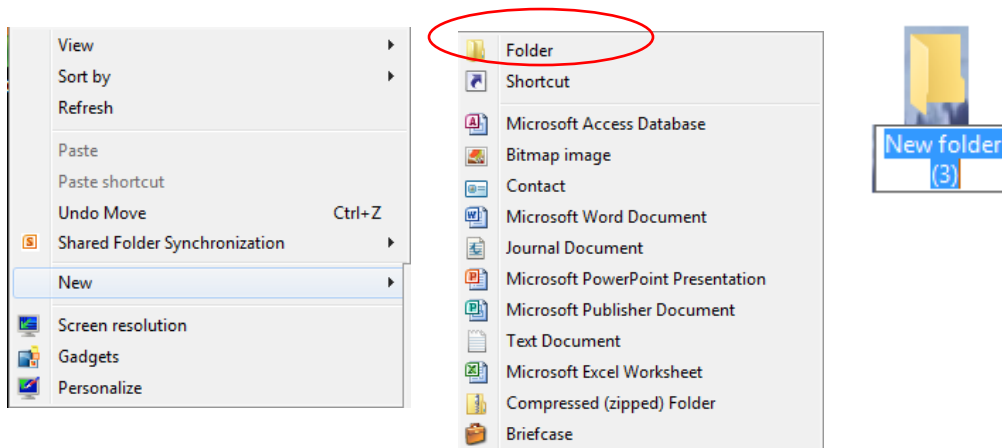 View
Sort by
Refresh
Paste
Paste shortcut
Undo Move Ctrl+Z
Shared Folder Synchronization
New
Screen resolution
Gadgets
Personalize
Folder
Shortcut
Microsoft Access Database
Bitmap image
Contact
Microsoft Word Document
Journal Document
Microsoft PowerPoint Presentation
Microsoft Publisher Document
Text Document
Microsoft Excel Worksheet
Compressed (zipped) Folder
Briefcase
New folder
(3)